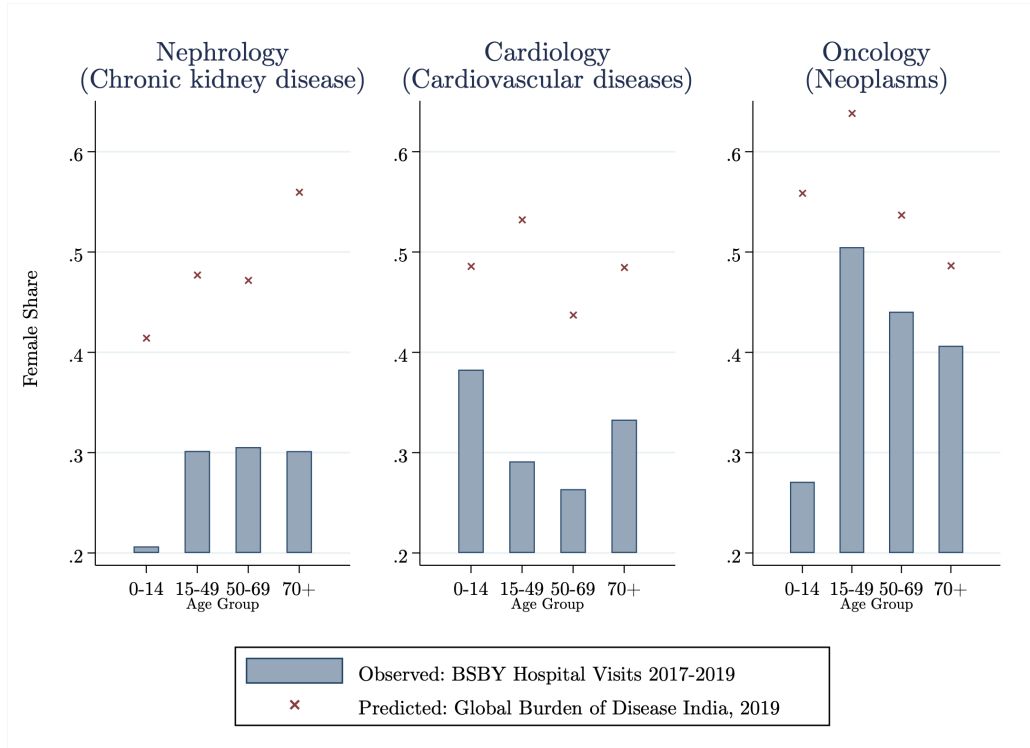 Nephrology
(Chronic kidney disease)
Cardiology
(Cardiovascular diseases)
Oncology
(Neoplasms)
Female Share
.6
.5
.4
.3
.2
0-14 15-49 50-69 70+
Age Group
.6
.5
.4
.3
.2
0-14 15-49 50-69 70+
Age Group
.6
.5
.4
.3
.2
0-14 15-49 50-69 70+
Age Group
Observed: BSBY Hospital Visits 2017-2019
Predicted: Global Burden of Disease India, 2019